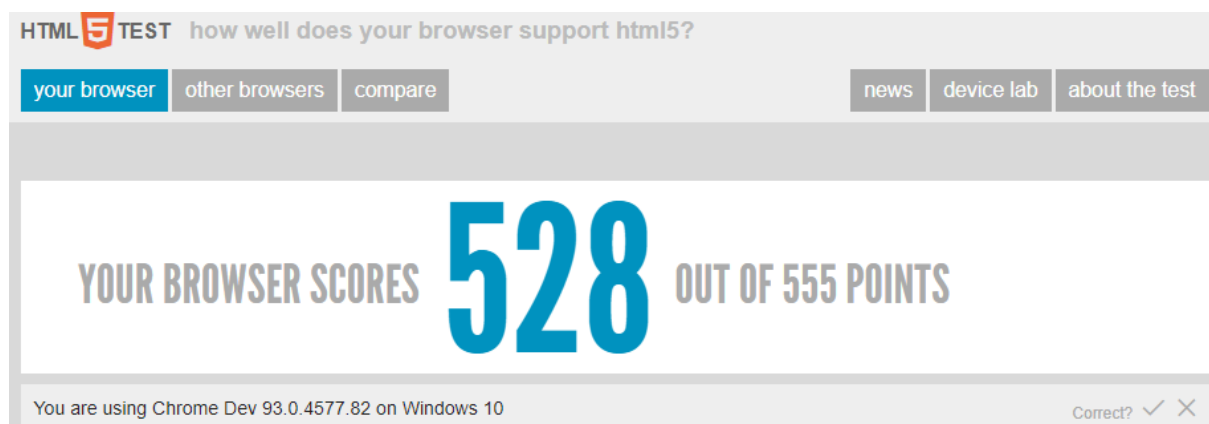 HTML 5 TEST how well does your browser support html5?
your browser other browsers compare news device lab about the test
YOUR BROWSER SCORES 528 OUT OF 555 POINTS
You are using Chrome Dev 93.0.4577.82 on Windows 10 Correct?